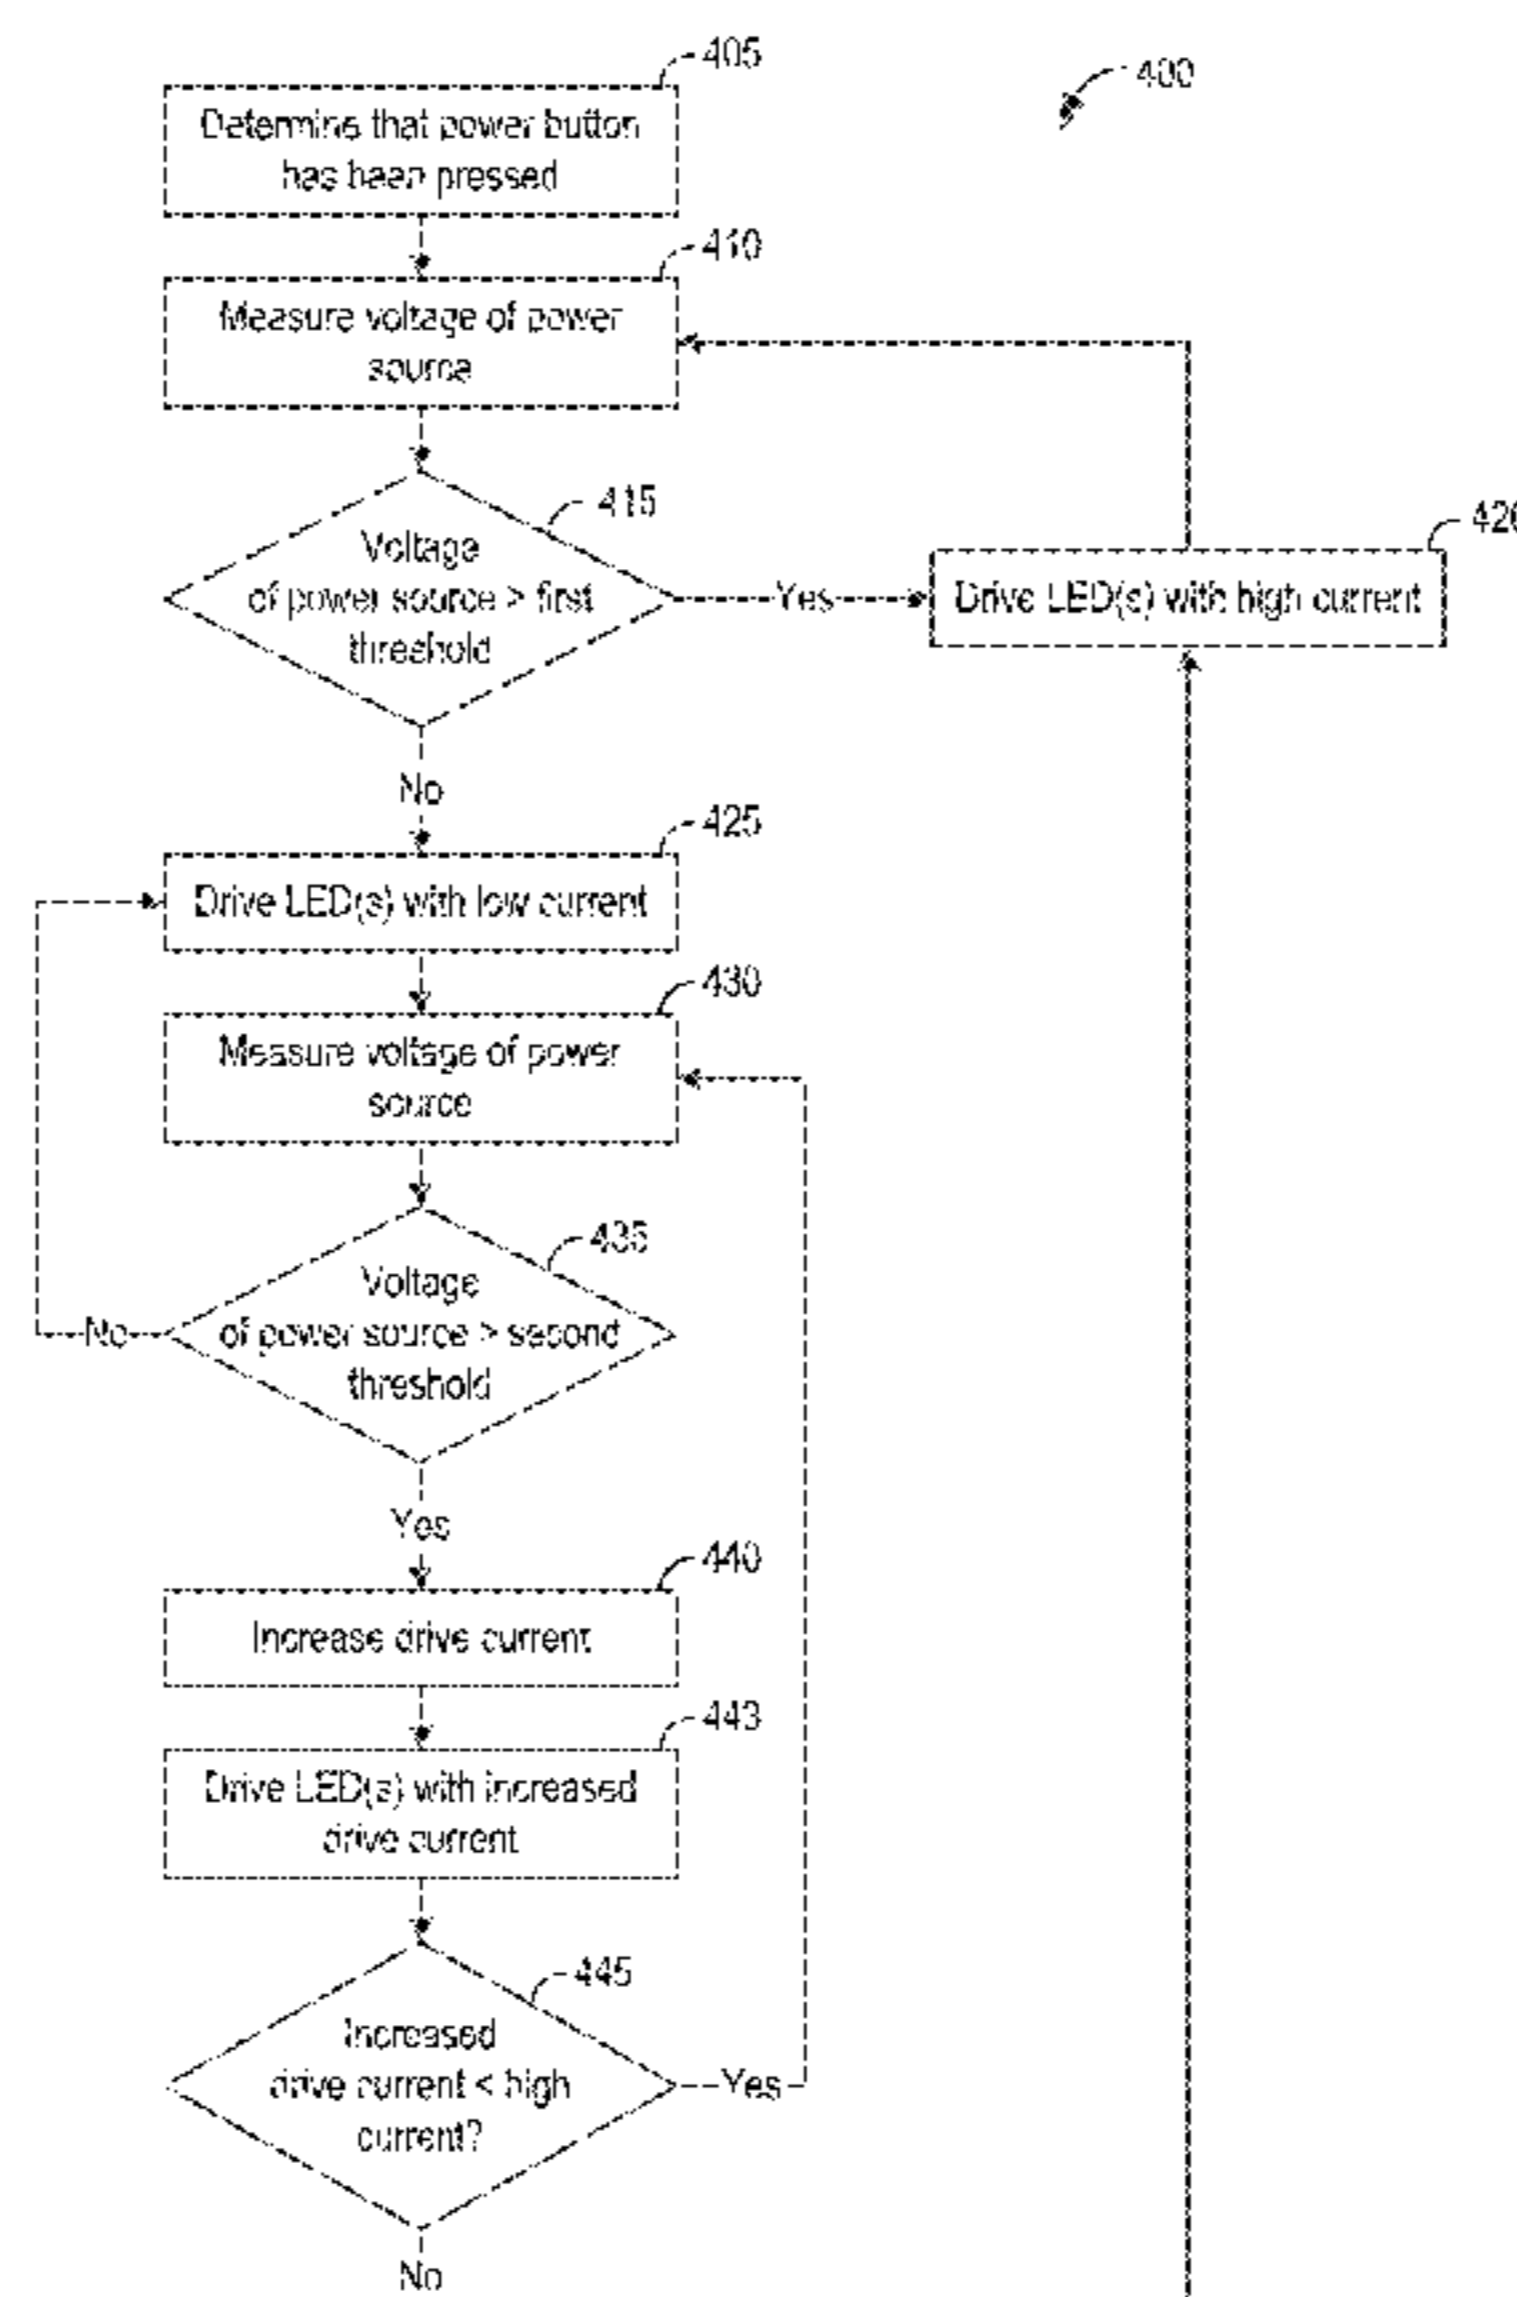 405
400
Determine that power button
has been pressed
410
Measure voltage of power
source
415
Voltage
of power source > first
threshold
Yes
420
Drive LED(s) with high current
No
425
Drive LED(s) with low current
430
Measure voltage of power
source
435
Voltage
of power source > second
threshold
No
Yes
440
Increase drive current
443
Drive LED(s) with increased
drive current
445
Increased
drive current < high
current?
Yes
No